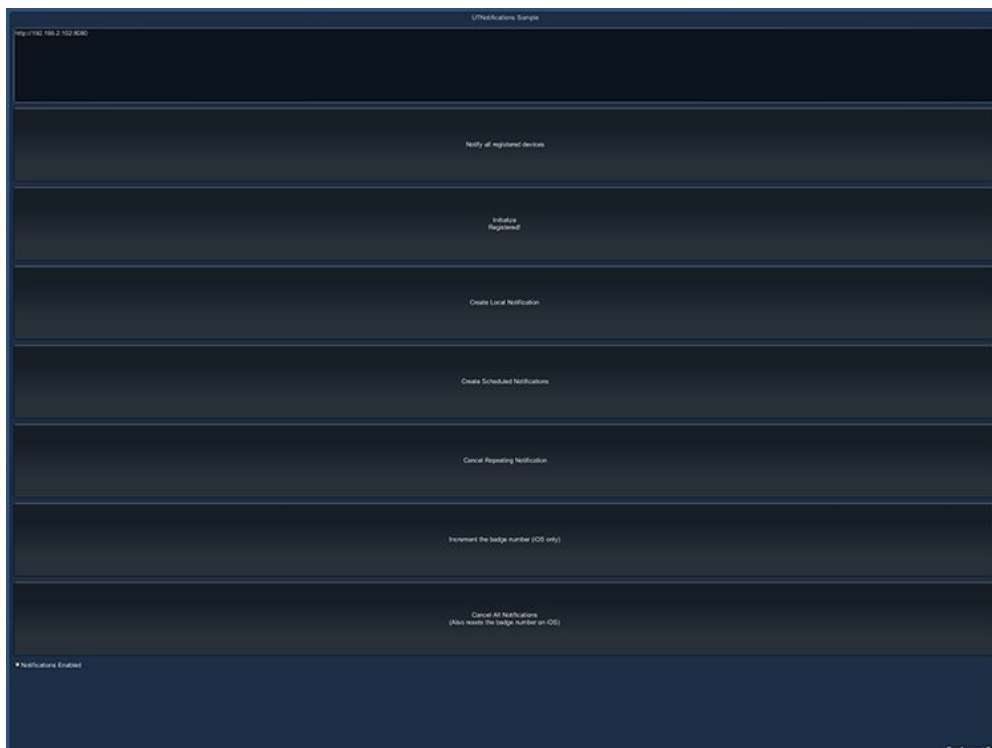 UTNotifications Sample
http://192.168.2.102:8080
Notify all registered devices
Initialize
Registered!
Create Local Notification
Create Scheduled Notifications
Cancel Repeating Notification
Increment the badge number (iOS only)
Cancel All Notifications
(Also resets the badge number on iOS)
Notifications Enabled